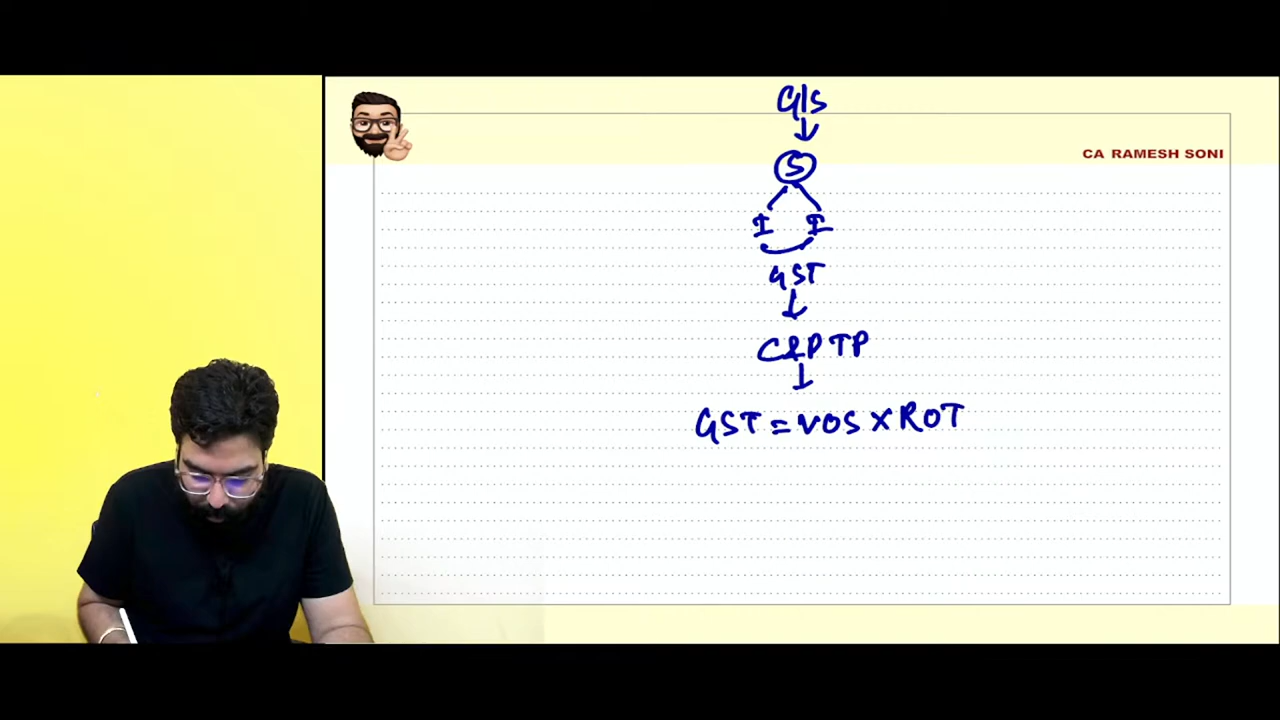 G/S
CA RAMESH SONI
S
I I
GST
C&P TP
GST = VOS X ROT